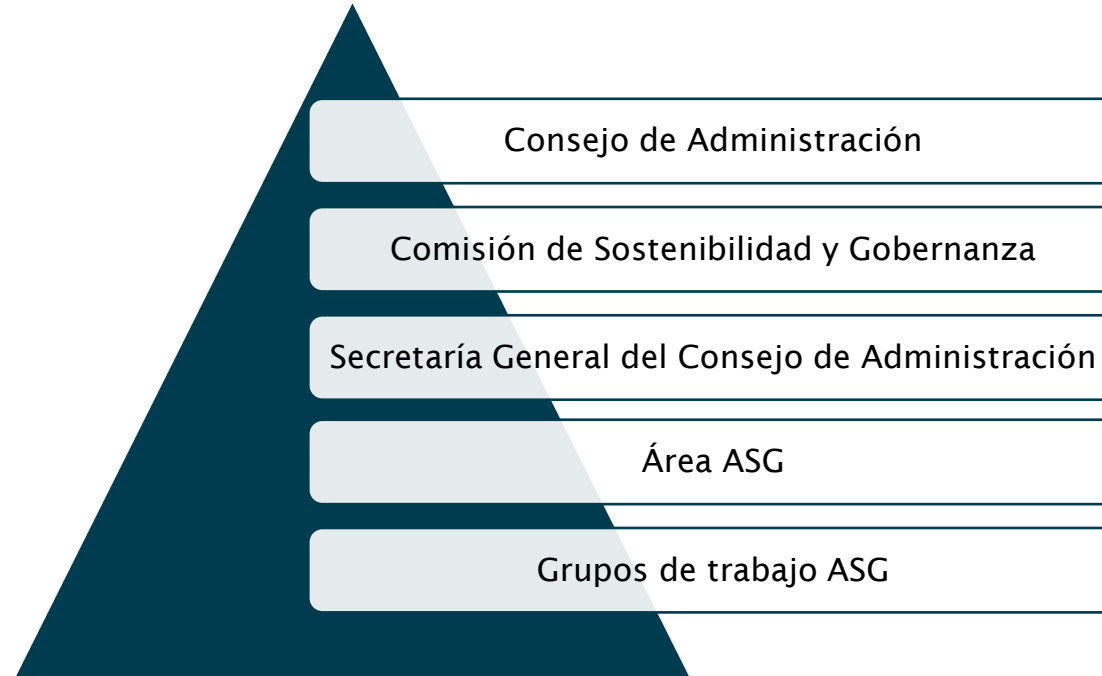 Consejo de Administración
Comisión de Sostenibilidad y Gobernanza
Secretaría General del Consejo de Administración
Área ASG
Grupos de trabajo ASG